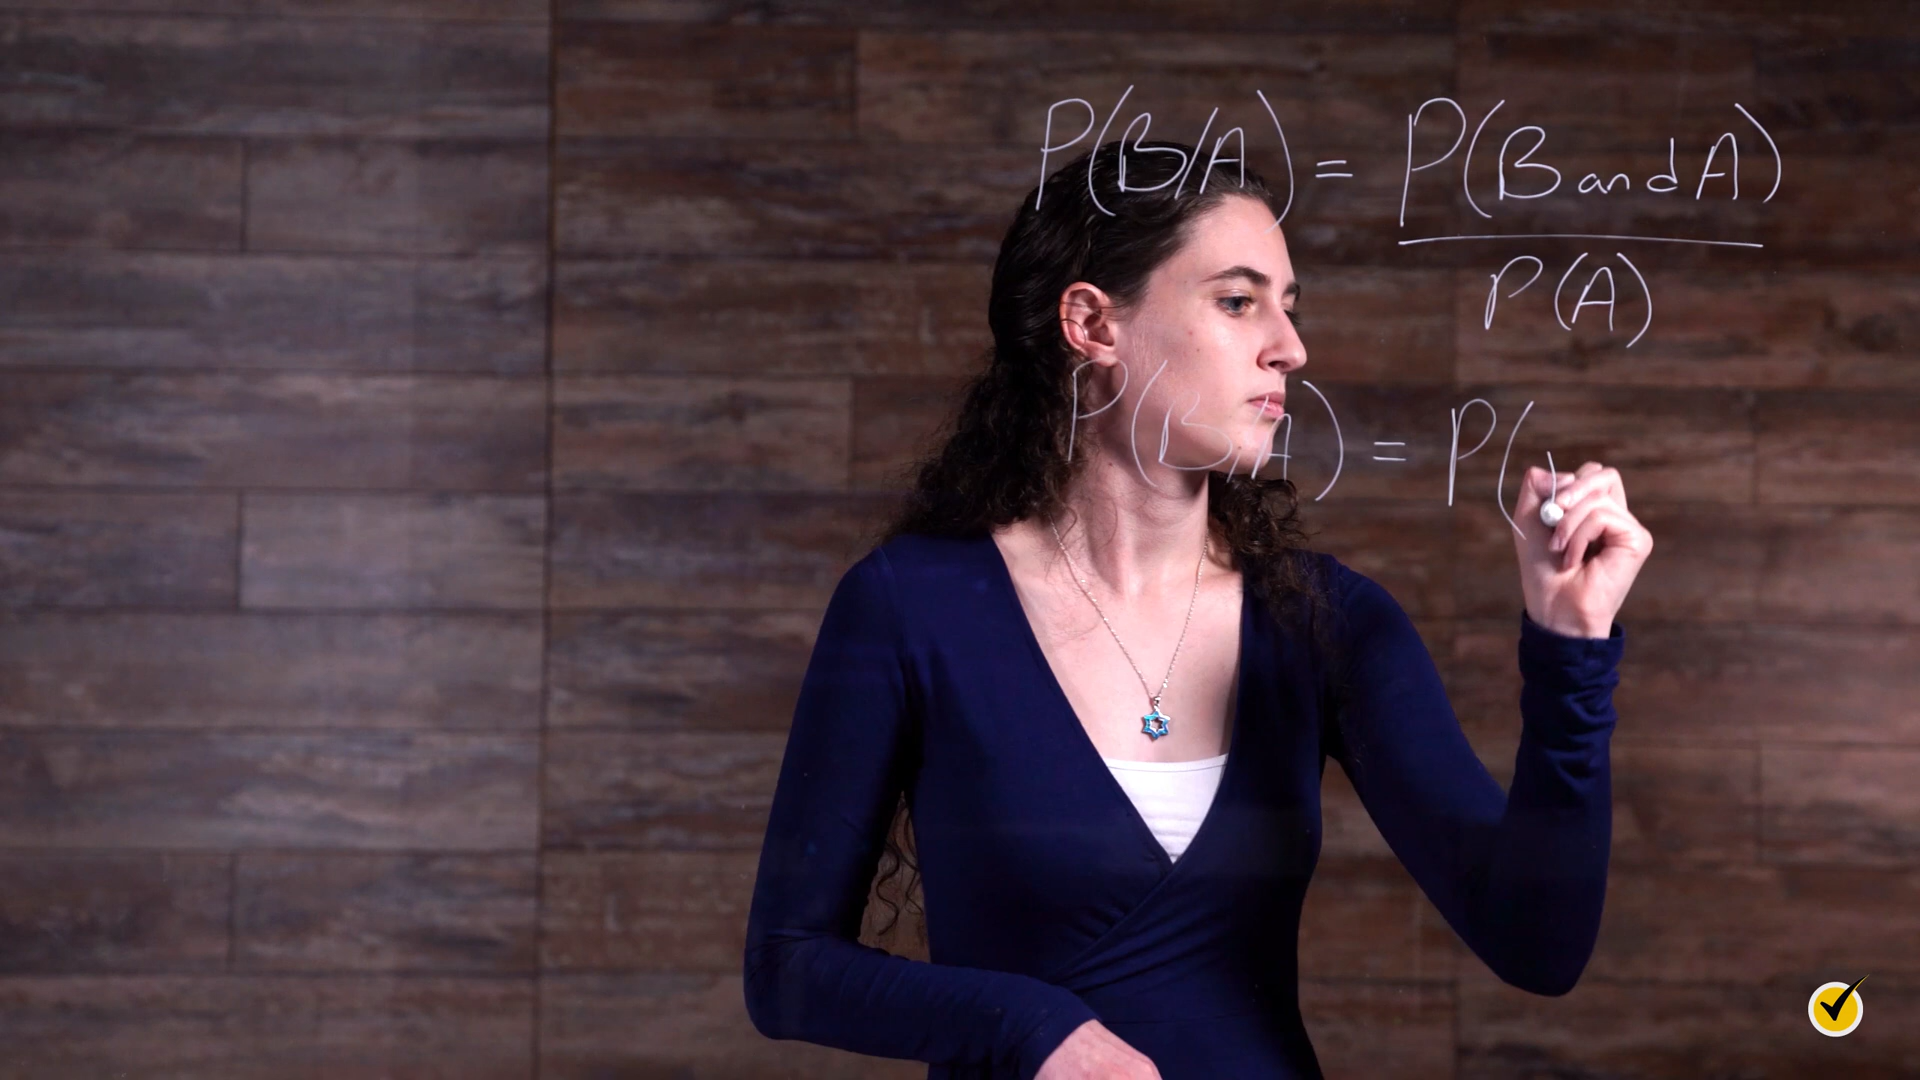 P(B/A) = P(B and A)
P(A)
P(B/A) = P(